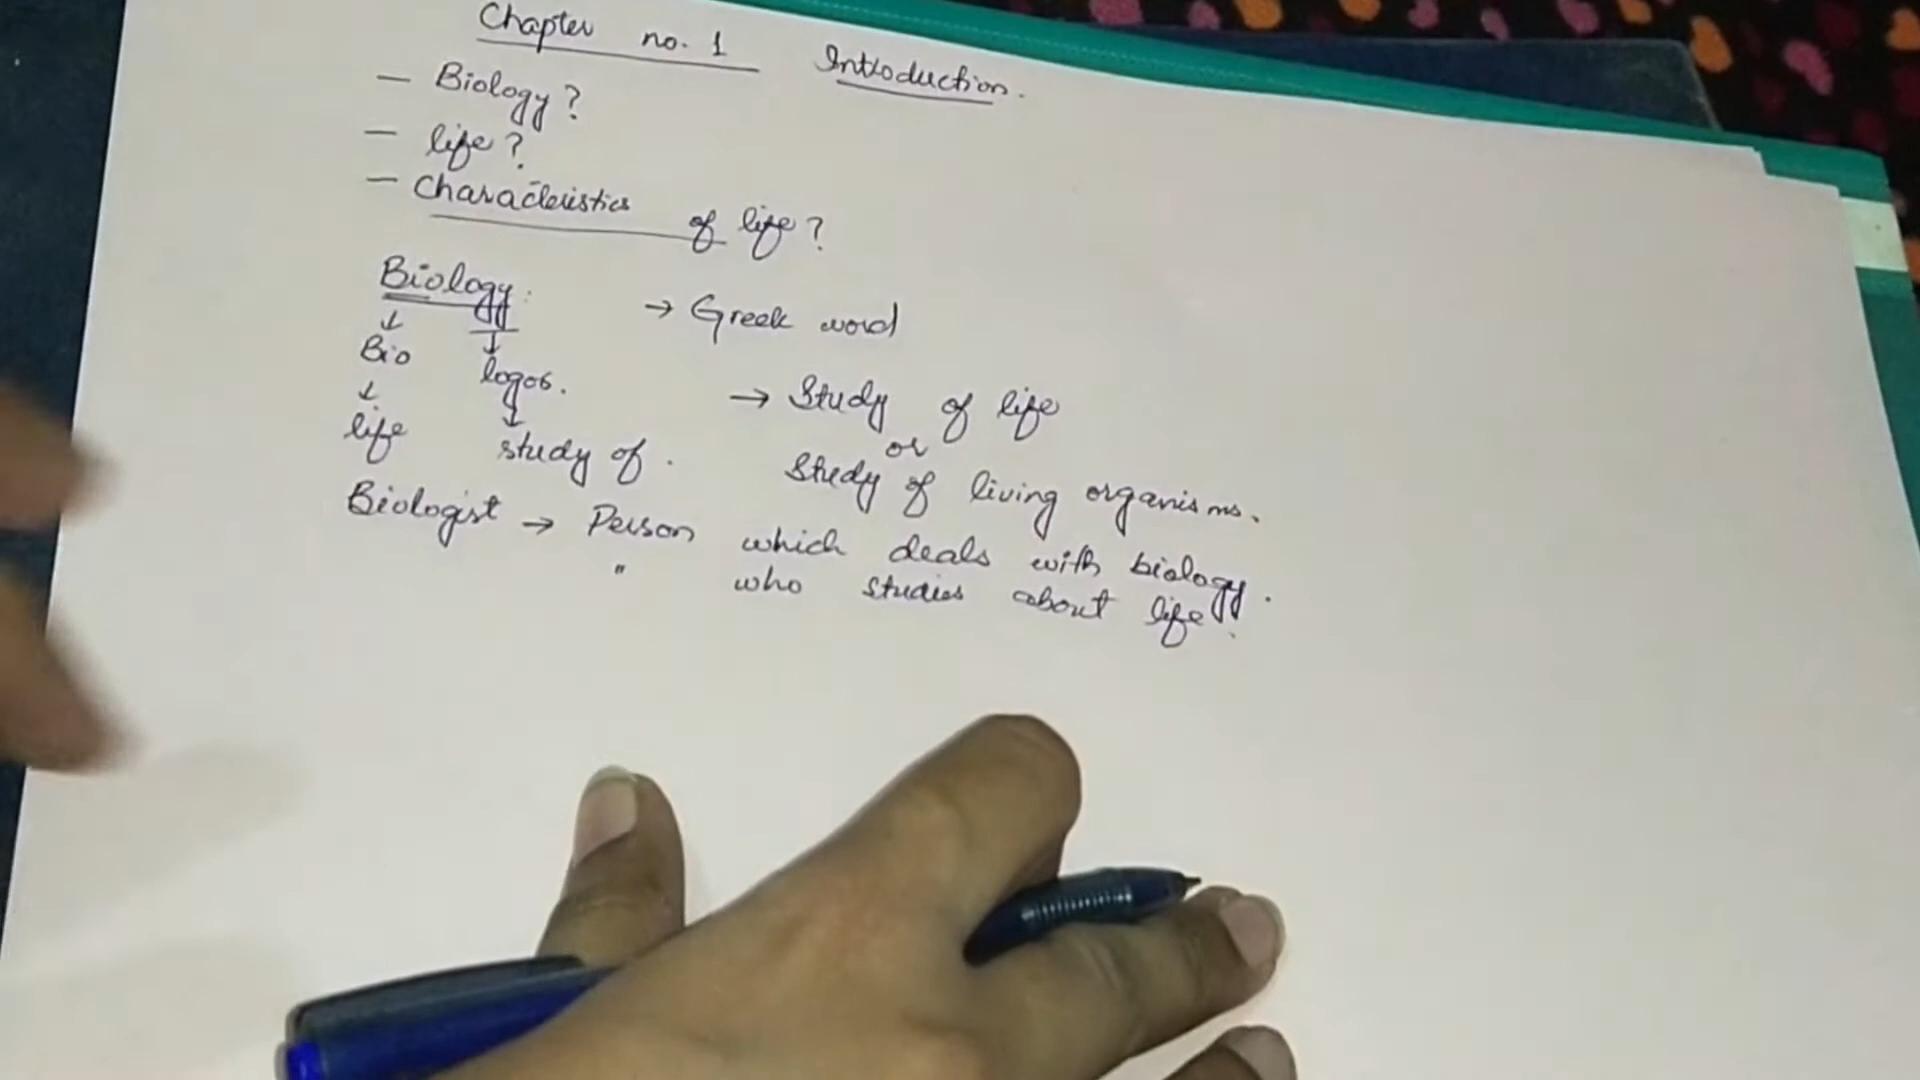 Chapter no. 1 Introduction.
— Biology?
— life?
— Characteristics of life?
Biology: → Greek word
↓ ↓
Bio logos.
↓ ↓
life study of.
→ Study of life
or
Study of living organisms.
Biologist → Person which deals with biology.
" who studies about life.